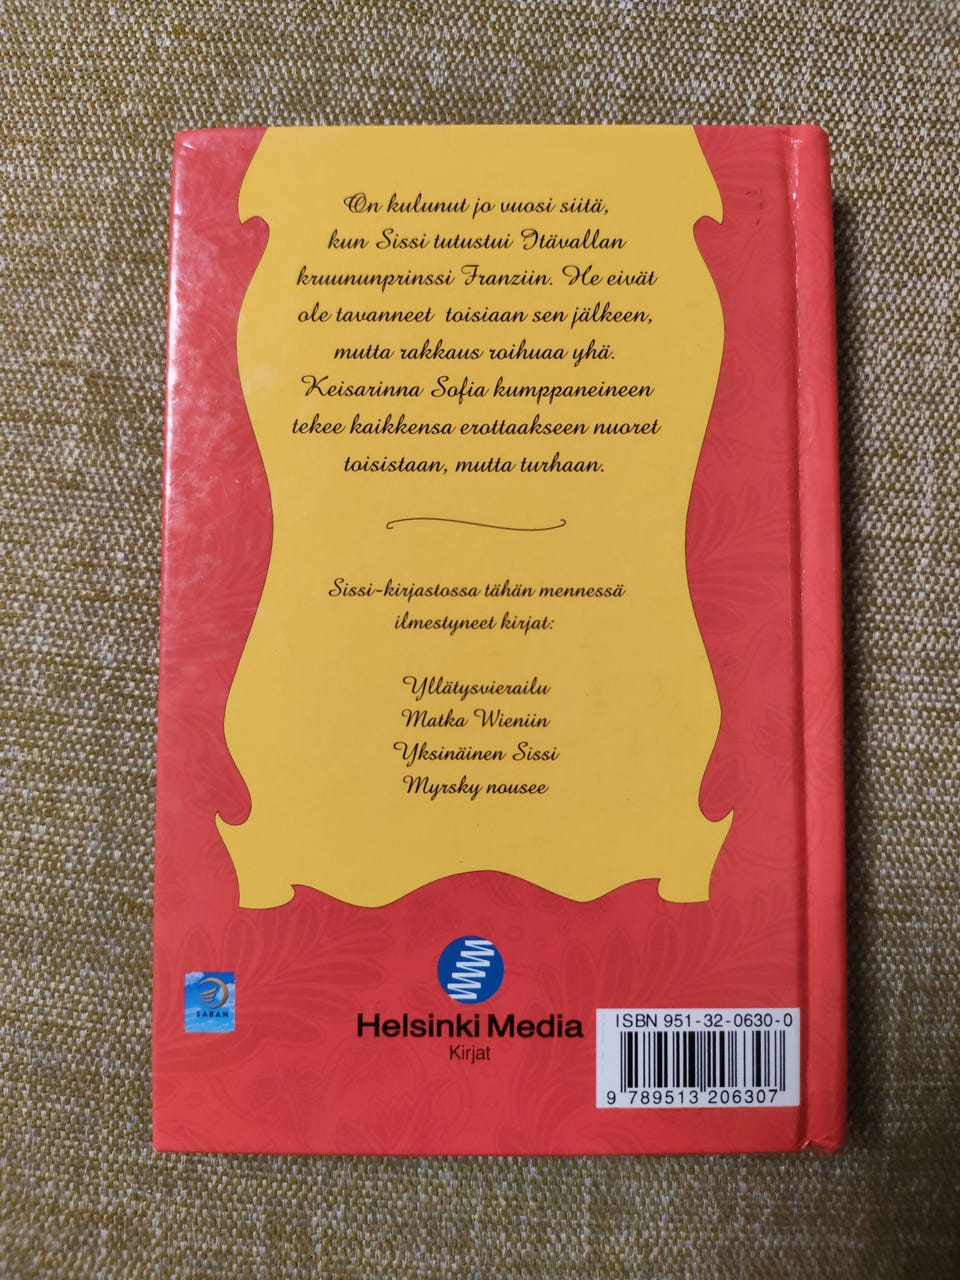 On kulunut jo vuosi siitä,
kun Sissi tutustui Itävallan
kruununprinssi Franziin. He eivät
ole tavanneet toisiaan sen jälkeen,
mutta rakkaus roihuaa yhä.
Keisarinna Sofia kumppaneineen
tekee kaikkensa erottaakseen nuoret
toisistaan, mutta turhaan.
Sissi-kirjastossa tähän mennessä
ilmestyneet kirjat:
Yllätysvierailu
Matka Wieniin
Yksinäinen Sissi
Myrsky nousee
SABAN
Helsinki Media
Kirjat
ISBN 951-32-0630-0
9 789513 206307